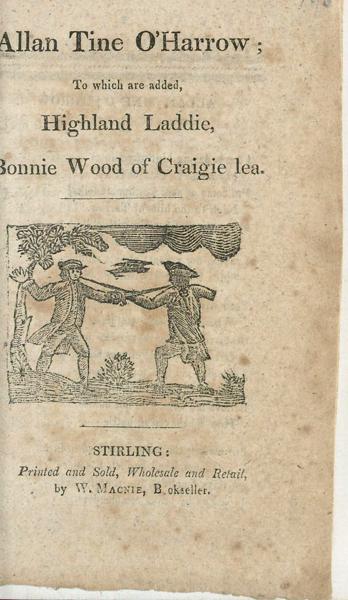 Allan Tine O'Harrow;
To which are added,
Highland Laddie,
Bonnie Wood of Craigie lea.
STIRLING:
Printed and Sold, Wholesale and Retail,
by W. MACNIE, B okseller.